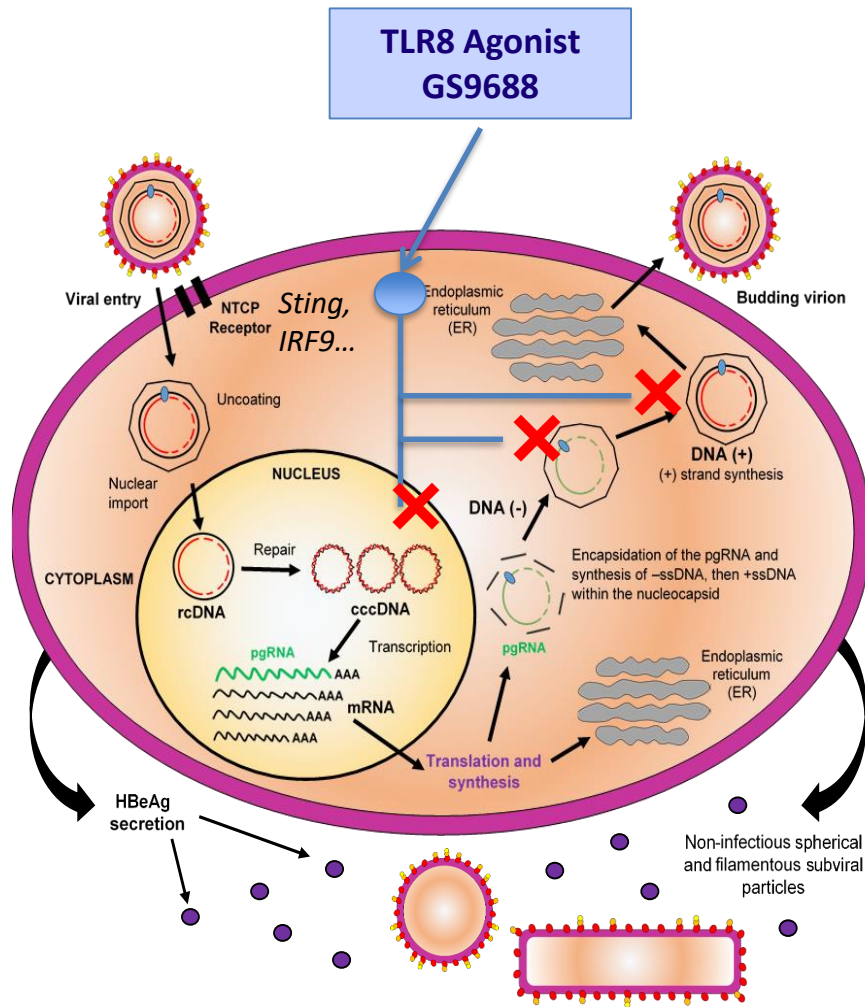 TLR8 Agonist
GS9688
Viral entry
NTCP
Receptor
Sting,
IRF9...
Endoplasmic
reticulum
(ER)
Budding virion
Uncoating
Nuclear
import
NUCLEUS
DNA (+)
(+) strand synthesis
DNA (-)
CYTOPLASM
Repair
rcDNA
cccDNA
Encapsidation of the pgRNA and
synthesis of –ssDNA, then +ssDNA
within the nucleocapsid
pgRNA
Transcription
pgRNA
AAA
AAA
mRNA
AAA
AAA
Endoplasmic
reticulum
(ER)
Translation and
synthesis
HBeAg
secretion
Non-infectious spherical
and filamentous subviral
particles